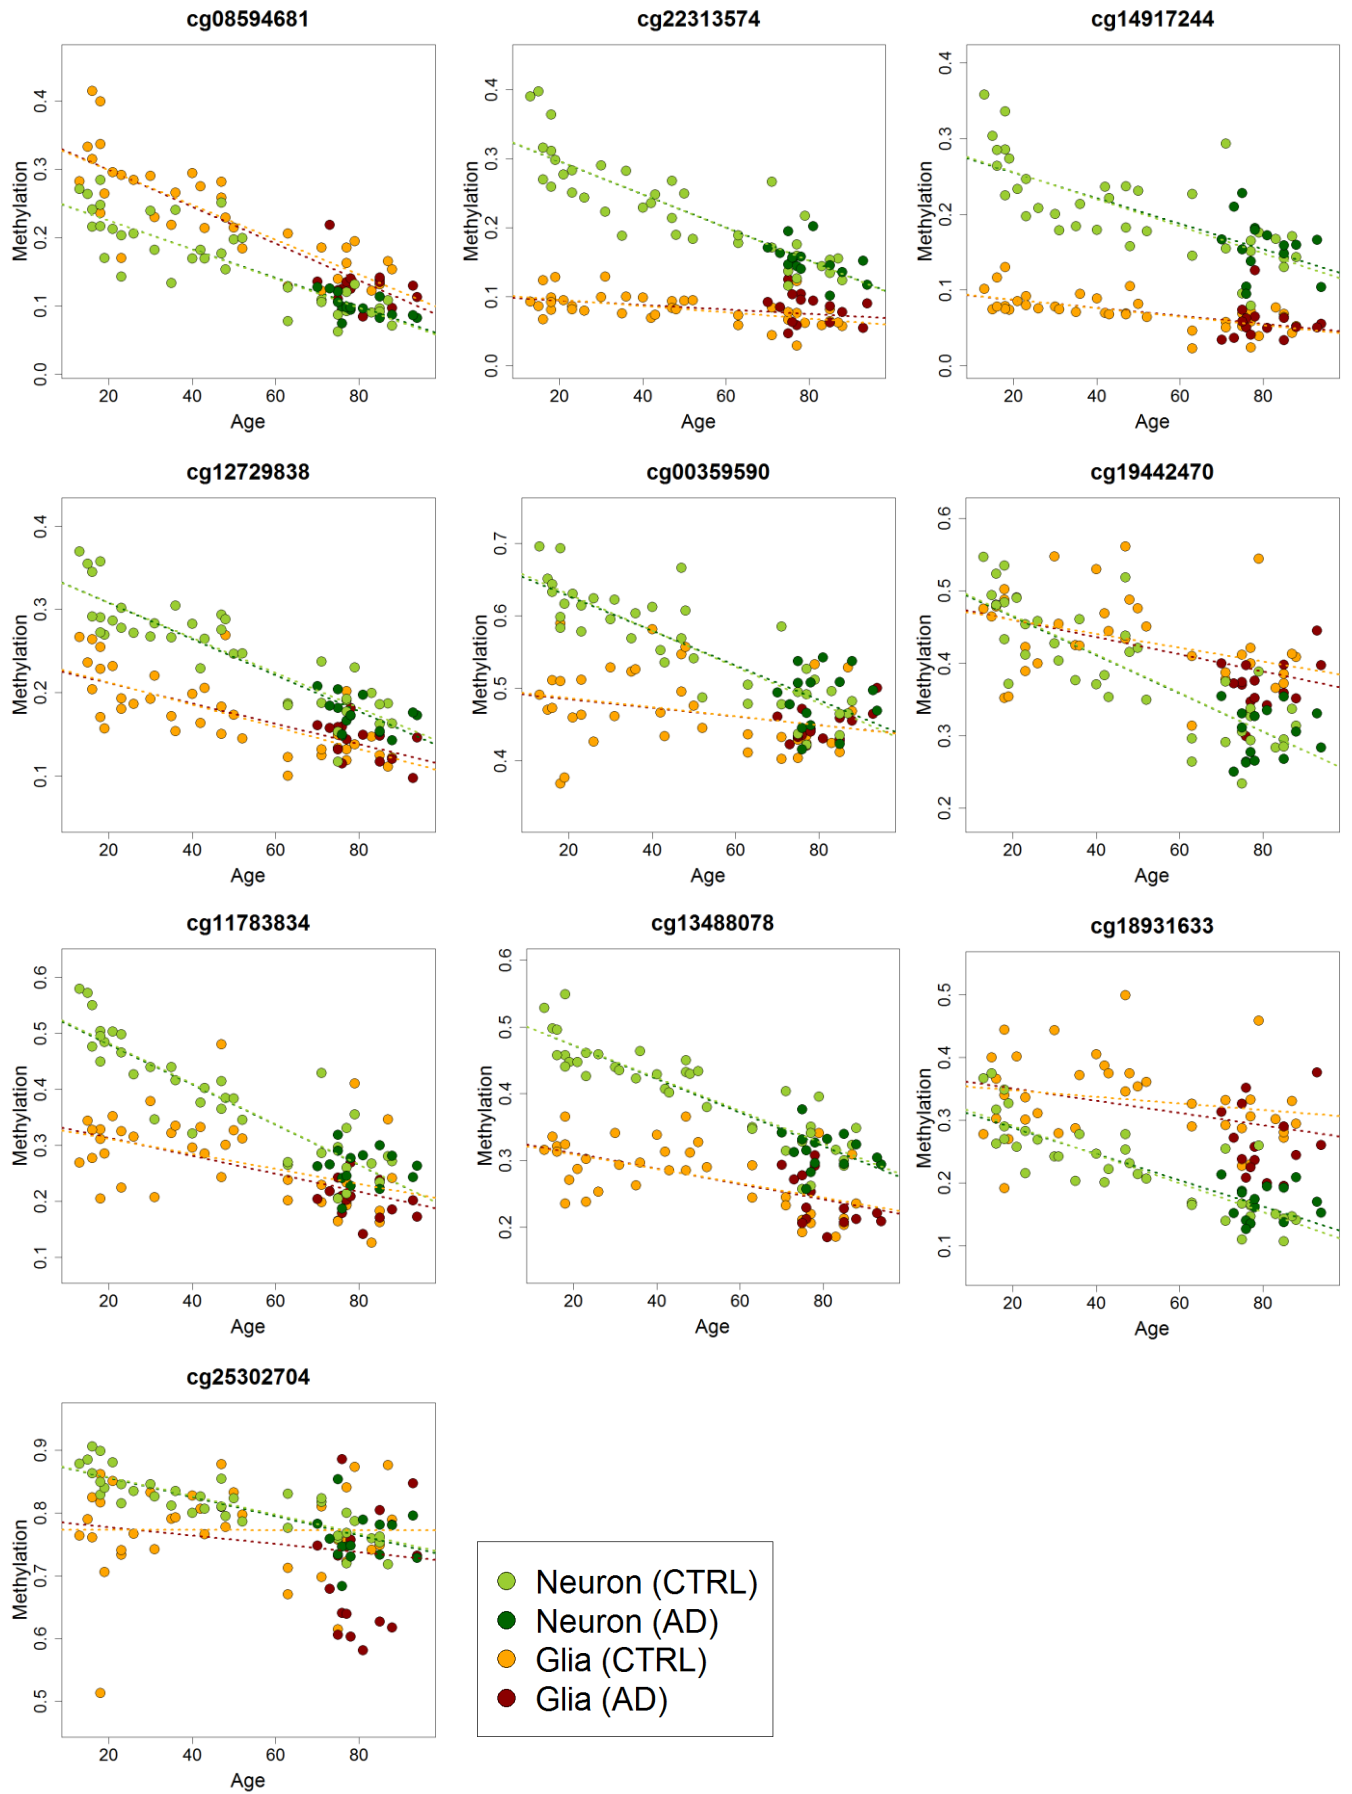 cg08594681
cg22313574
cg14917244
Methylation
0.0 0.1 0.2 0.3 0.4
20 40 60 80
Age
Methylation
0.0 0.1 0.2 0.3 0.4
20 40 60 80
Age
Methylation
0.0 0.1 0.2 0.3 0.4
20 40 60 80
Age
cg12729838
cg00359590
cg19442470
Methylation
0.1 0.2 0.3 0.4
20 40 60 80
Age
Methylation
0.4 0.5 0.6 0.7
20 40 60 80
Age
Methylation
0.2 0.3 0.4 0.5 0.6
20 40 60 80
Age
cg11783834
cg13488078
cg18931633
Methylation
0.1 0.2 0.3 0.4 0.5 0.6
20 40 60 80
Age
Methylation
0.2 0.3 0.4 0.5 0.6
20 40 60 80
Age
Methylation
0.1 0.2 0.3 0.4 0.5
20 40 60 80
Age
cg25302704
Methylation
0.5 0.6 0.7 0.8 0.9
20 40 60 80
Age
Neuron (CTRL)
Neuron (AD)
Glia (CTRL)
Glia (AD)